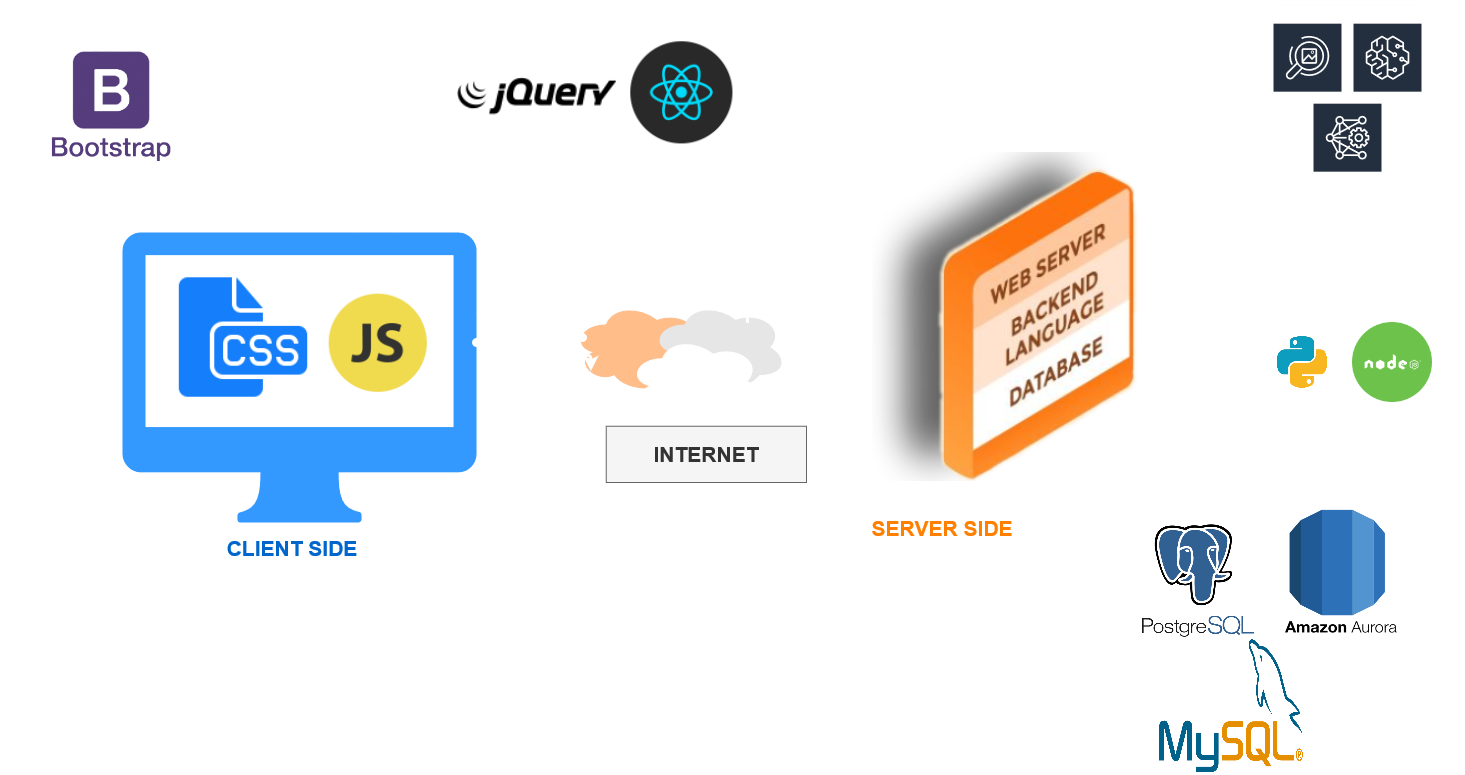 B
Bootstrap
jQuery
CSS
JS
WEB SERVER
BACKEND
LANGUAGE
DATABASE
node
JS
INTERNET
CLIENT SIDE
SERVER SIDE
PostgreSQL
Amazon Aurora
MySQL